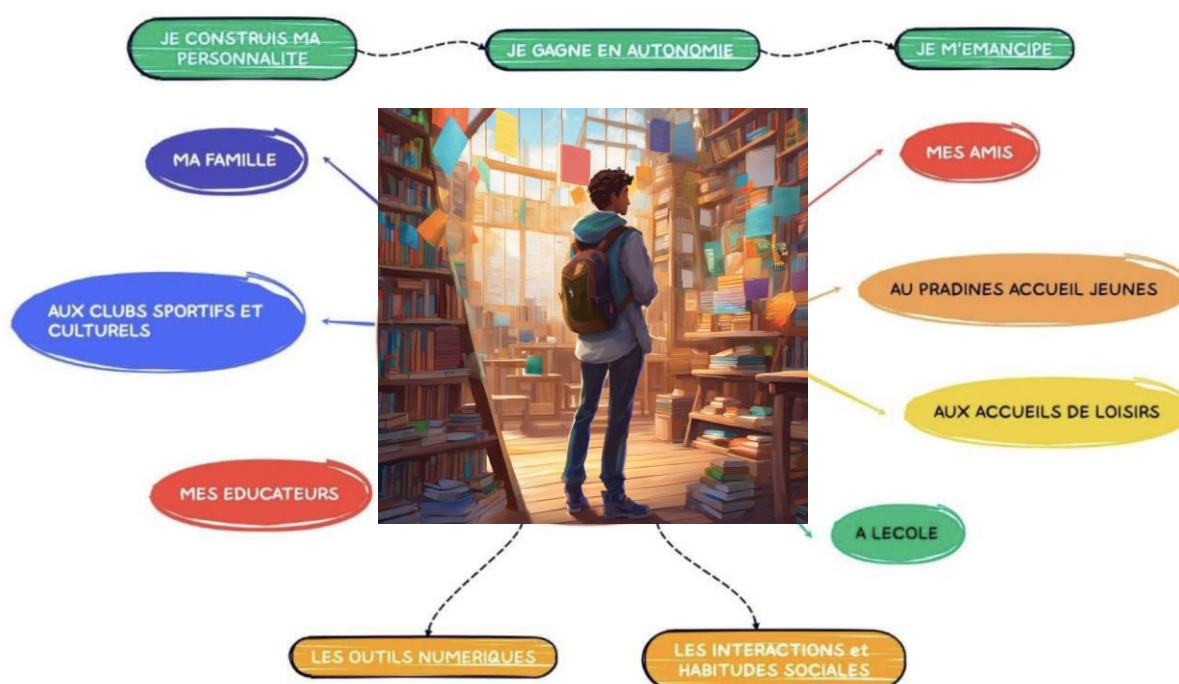 JE CONSTRUIS MA
PERSONNALITE
JE GAGNE EN AUTONOMIE
JE M'EMANCIPE
MA FAMILLE
MES AMIS
AUX CLUBS SPORTIFS ET
CULTURELS
AU PRADINES ACCUEIL JEUNES
AUX ACCUEILS DE LOISIRS
MES EDUCATEURS
A LECOLE
LES OUTILS NUMERIQUES
LES INTERACTIONS et
HABITUDES SOCIALES